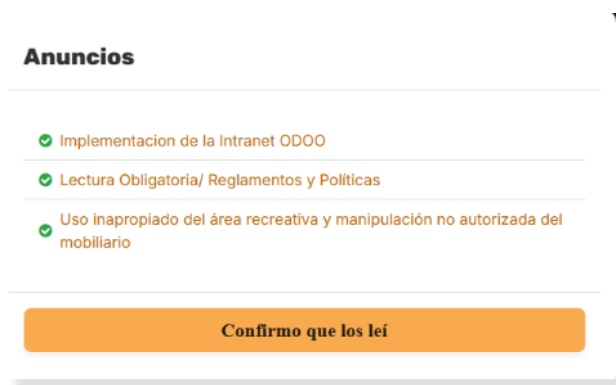 Anuncios
Implementacion de la Intranet ODOO
Lectura Obligatoria/ Reglamentos y Políticas
Uso inapropiado del área recreativa y manipulación no autorizada del
mobiliario
Confirmo que los leí